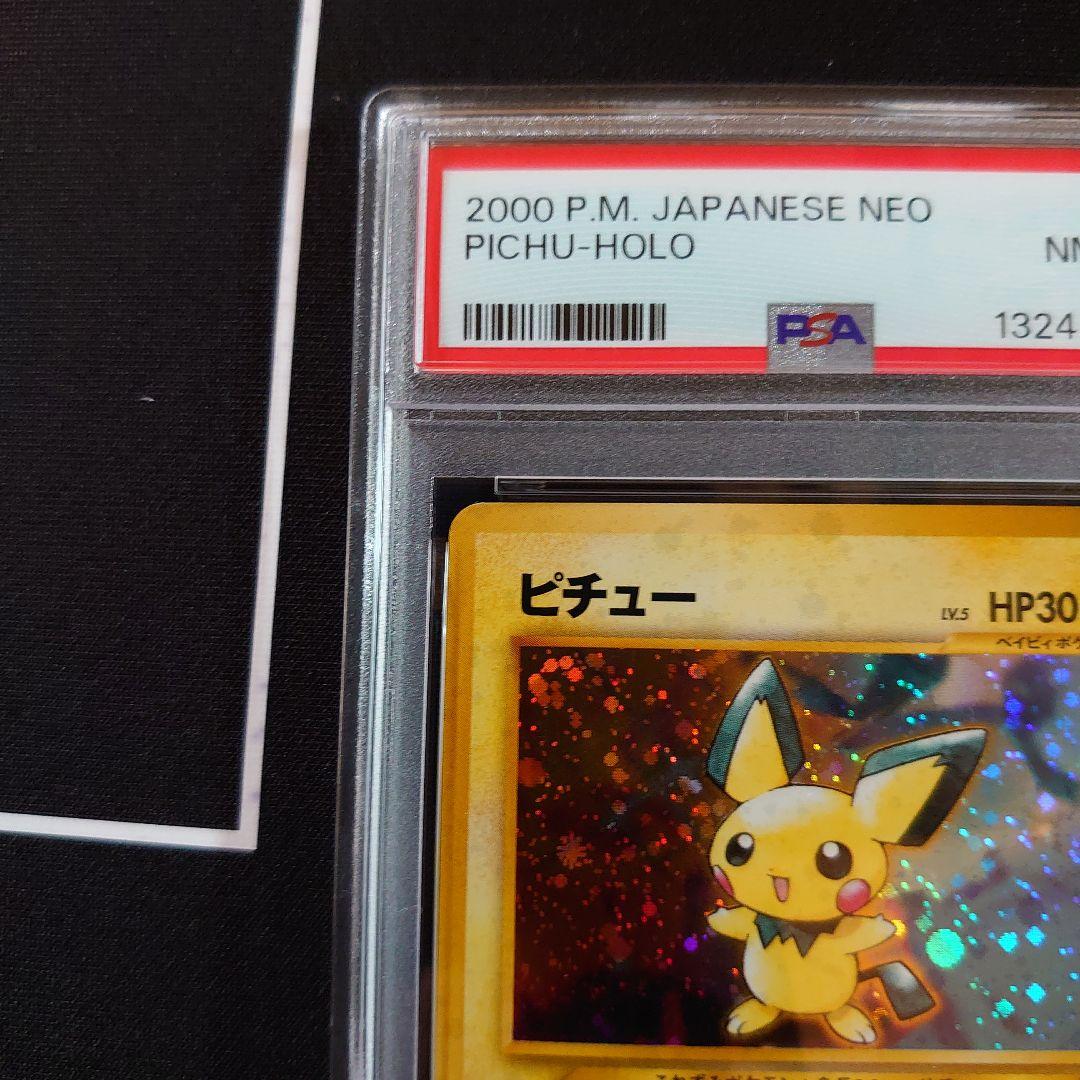 2000 P.M. JAPANESE NEO
PICHU-HOLO
NM
PSA
1324
ピチュー
LV.5 HP30
ベイビィポケ